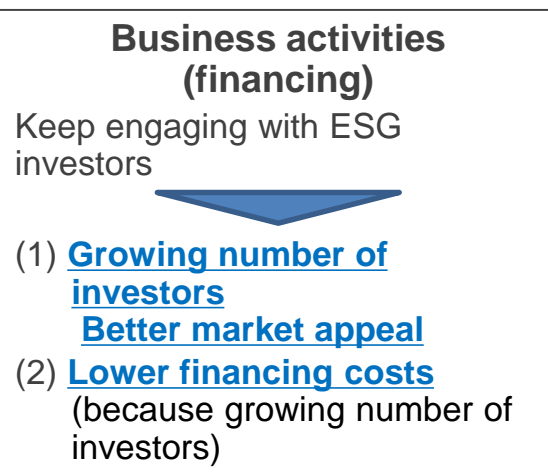 Business activities
(financing)
Keep engaging with ESG
investors
(1) Growing number of
investors
Better market appeal
(2) Lower financing costs
(because growing number of
investors)